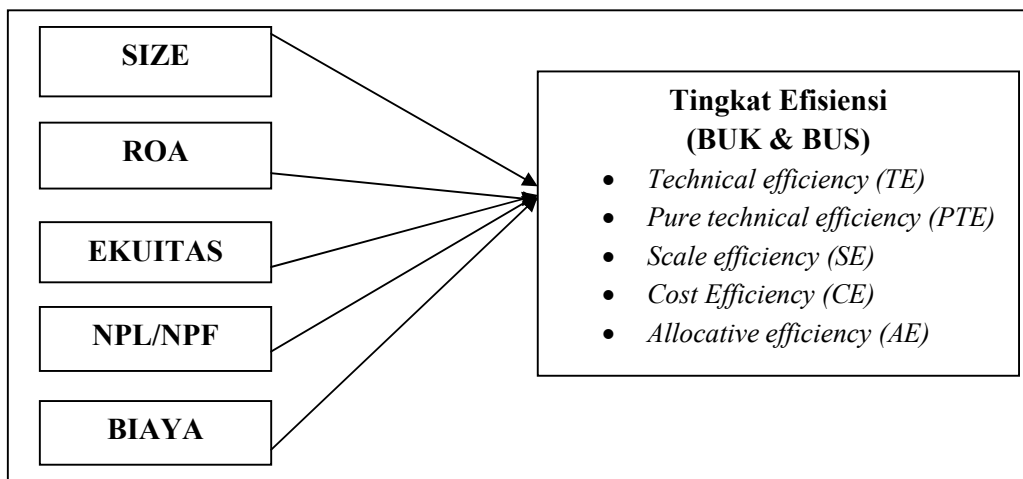 SIZE
ROA
EKUITAS
NPL/NPF
BIAYA
Tingkat Efisiensi
(BUK & BUS)
• Technical efficiency (TE)
• Pure technical efficiency (PTE)
• Scale efficiency (SE)
• Cost Efficiency (CE)
• Allocative efficiency (AE)